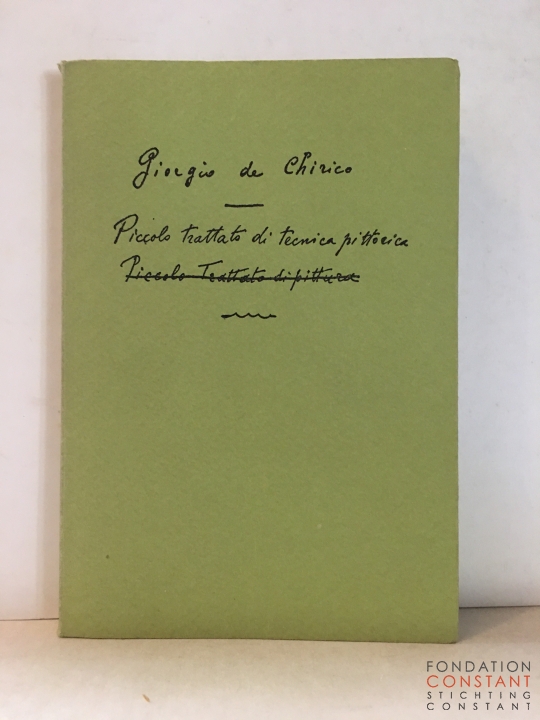 Giorgio de Chirico
Piccolo trattato di tecnica pittorica
Piccolo Trattato di pittura
FONDATION
CONSTANT
STICHTING
CONSTANT